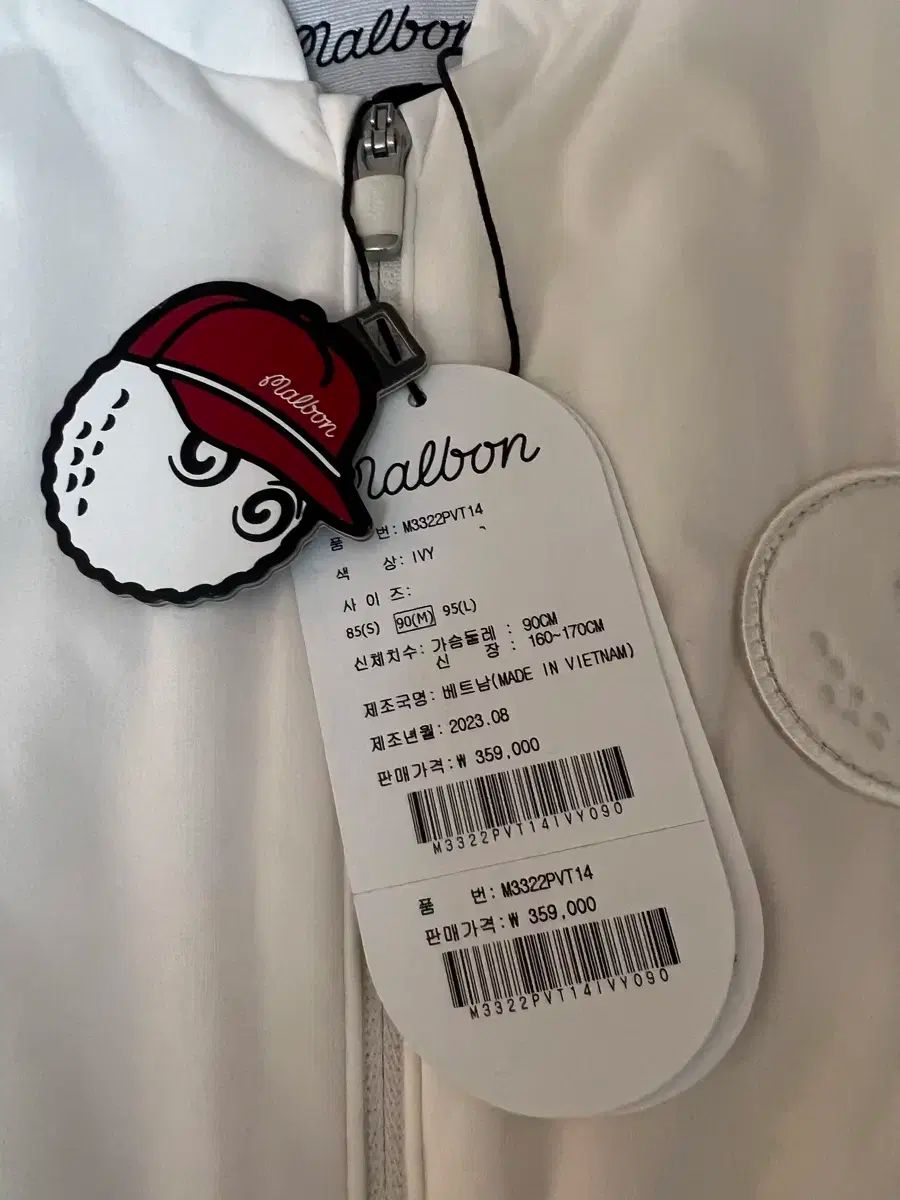 Malbon
Malbon
Malbon
품 번: M3322PVT14
색 상: IVY
사 이 즈:
85(S) 90(M) 95(L)
신체치수: 가슴둘레 : 90CM
신 장 : 160~170CM
제조국명: 베트남(MADE IN VIETNAM)
제조년월: 2023.08
판매가격:₩ 359,000
M3322PVT14IVY090
품 번: M3322PVT14
판매가격:₩ 359,000
M3322PVT14IVY090